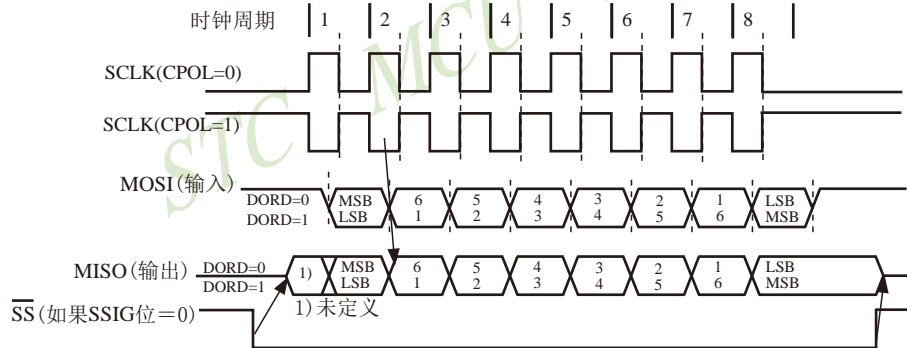 时钟周期 1 2 3 4 5 6 7 8
SCLK(CPOL=0)
SCLK(CPOL=1)
STC MCU
MOSI(输入) DORD=0 MSB 6 5 4 3 2 1 LSB
DORD=1 LSB 1 2 3 4 5 6 MSB
MISO(输出) DORD=0 1) MSB 6 5 4 3 2 1 LSB
DORD=1 LSB 1 2 3 4 5 6 MSB
SS(如果SSIG位=0) 1)未定义